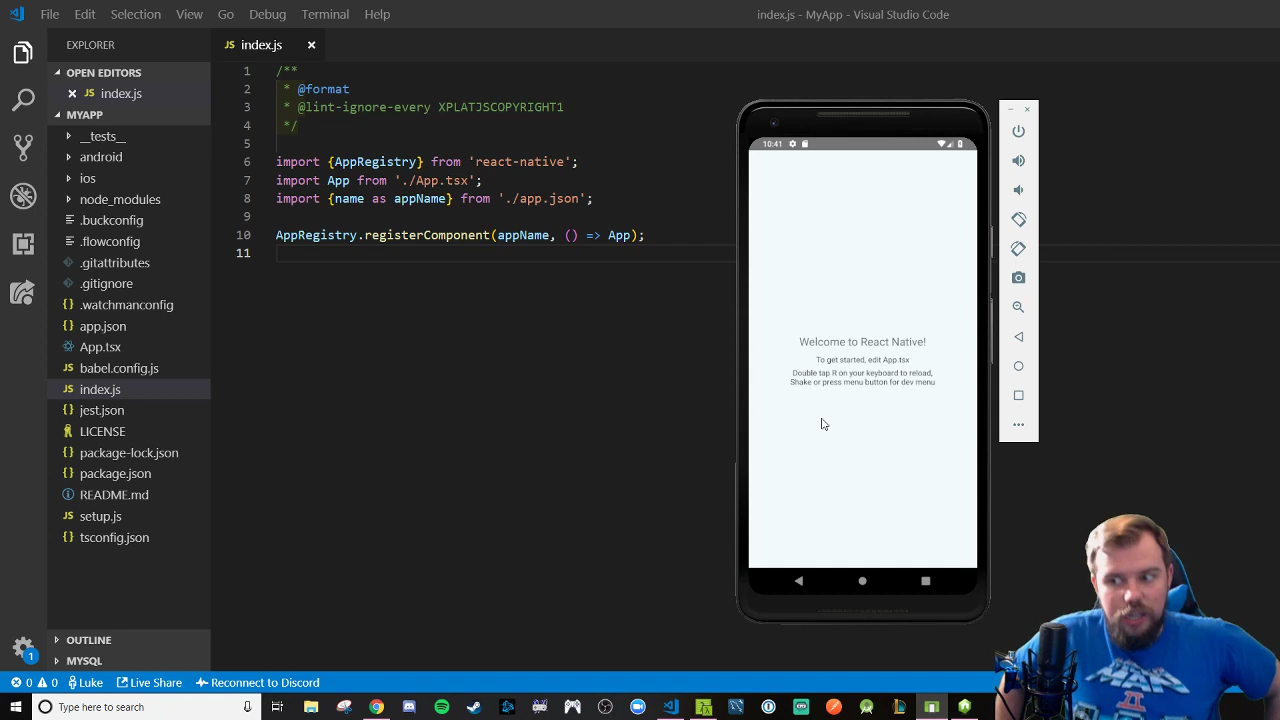 File Edit Selection View Go Debug Terminal Help
index.js - MyApp - Visual Studio Code
EXPLORER
OPEN EDITORS
JS index.js
MYAPP
__tests__
android
ios
node_modules
.buckconfig
.flowconfig
.gitattributes
.gitignore
{} .watchmanconfig
{} app.json
App.tsx
JS babel.config.js
JS index.js
{} jest.json
LICENSE
{} package-lock.json
{} package.json
README.md
JS setup.js
{} tsconfig.json
OUTLINE
MYSQL
JS index.js
1 /**
2 * @format
3 * @lint-ignore-every XPLATJSCOPYRIGHT1
4 */
5
6 import {AppRegistry} from 'react-native';
7 import App from './App.tsx';
8 import {name as appName} from './app.json';
9
10 AppRegistry.registerComponent(appName, () => App);
11
10:41
Welcome to React Native!
To get started, edit App.tsx
Double tap R on your keyboard to reload,
Shake or press menu button for dev menu
1
0 0 Luke Live Share Reconnect to Discord
Type here to search